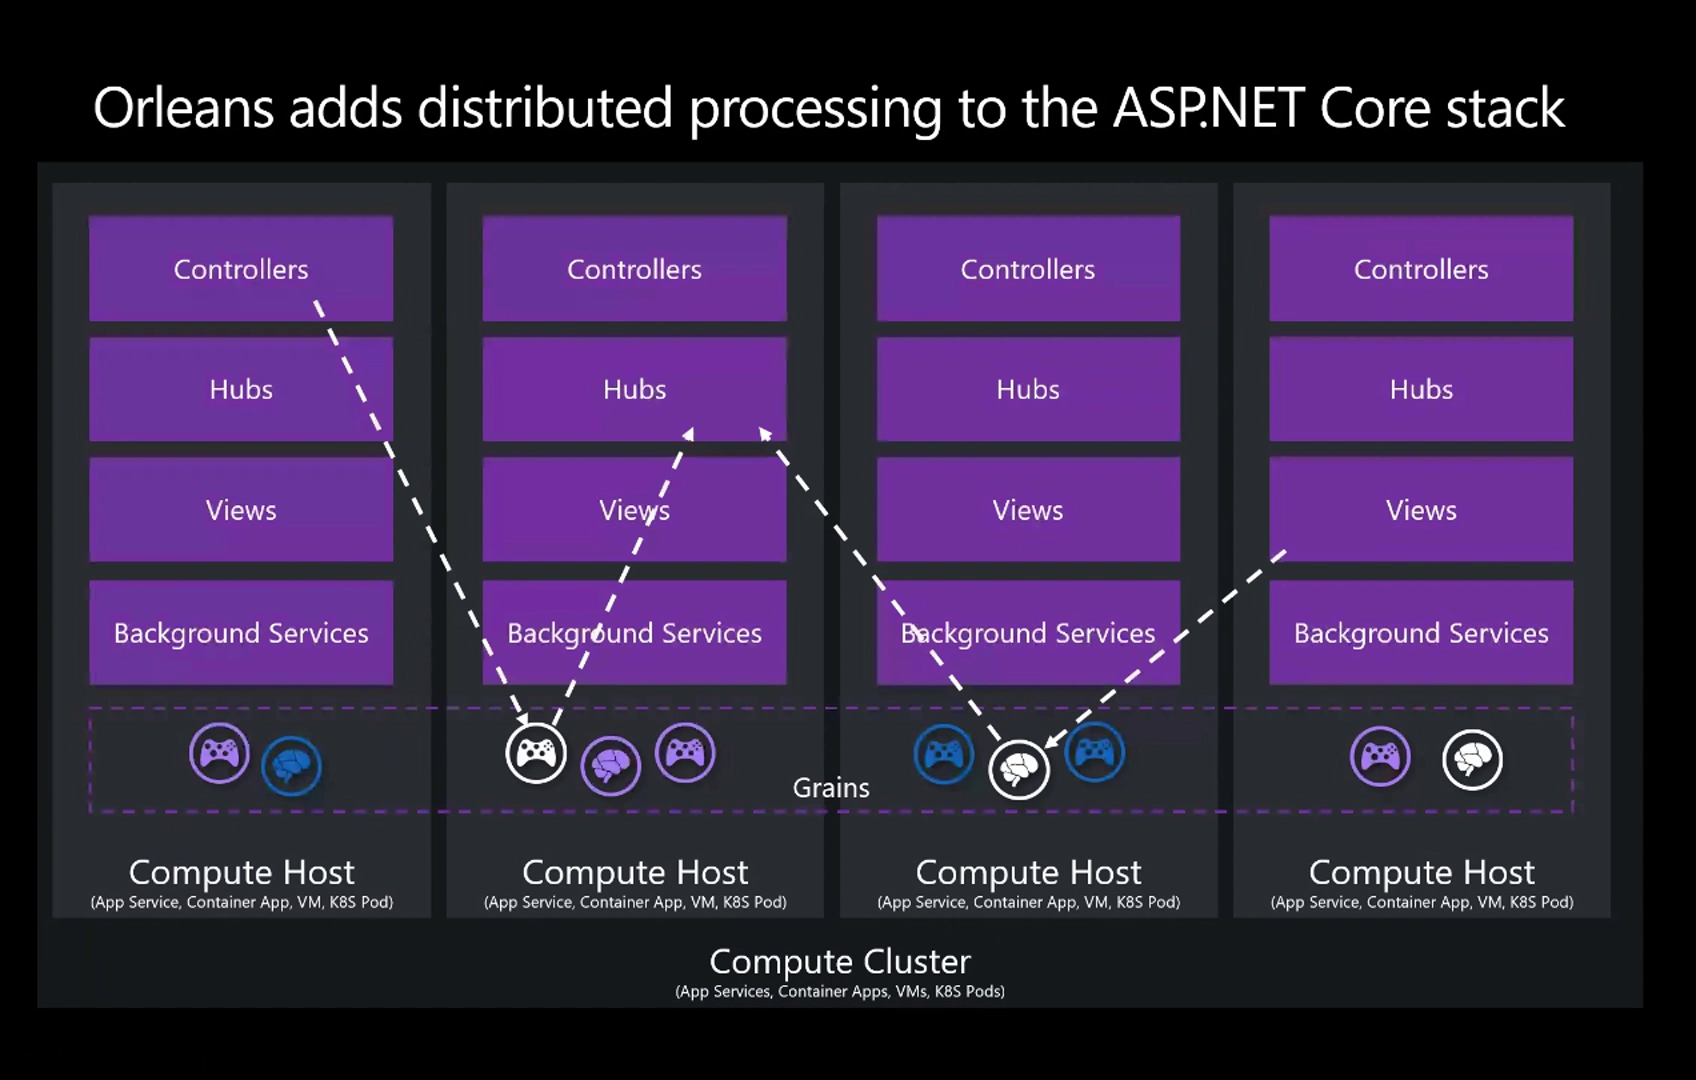 Orleans adds distributed processing to the ASP.NET Core stack
Controllers
Hubs
Views
Background Services
Controllers
Hubs
Views
Background Services
Controllers
Hubs
Views
Background Services
Controllers
Hubs
Views
Background Services
Grains
Compute Host
(App Service, Container App, VM, K8S Pod)
Compute Host
(App Service, Container App, VM, K8S Pod)
Compute Host
(App Service, Container App, VM, K8S Pod)
Compute Host
(App Service, Container App, VM, K8S Pod)
Compute Cluster
(App Services, Container Apps, VMs, K8S Pods)